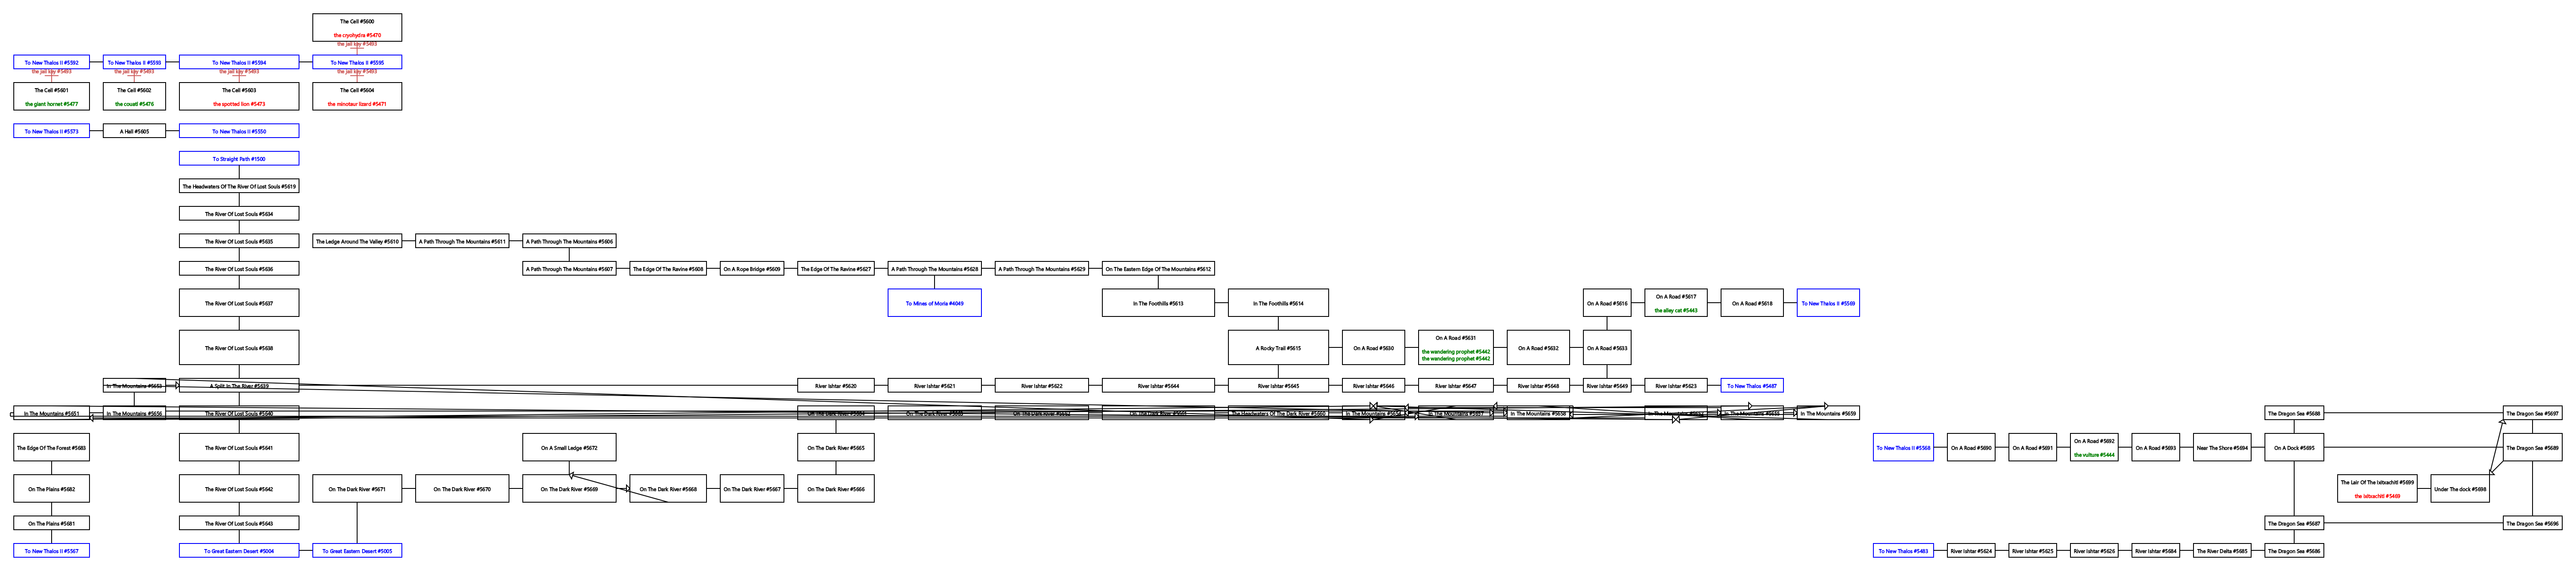 The Cell #5600
the cryohydra #5470
the jail key #5493
To New Thalos II #5592
To New Thalos II #5593
To New Thalos II #5594
To New Thalos II #5595
the jail key #5493
the jail key #5493
the jail key #5493
the jail key #5493
The Cell #5601
the giant hornet #5477
The Cell #5602
the couatl #5476
The Cell #5603
the spotted lion #5473
The Cell #5604
the minotaur lizard #5471
To New Thalos II #5573
A Hall #5605
To New Thalos II #5550
To Straight Path #1500
The Headwaters Of The River Of Lost Souls #5619
The River Of Lost Souls #5634
The River Of Lost Souls #5635
The Ledge Around The Valley #5610
A Path Through The Mountains #5611
A Path Through The Mountains #5606
The River Of Lost Souls #5636
A Path Through The Mountains #5607
The Edge Of The Ravine #5608
On A Rope Bridge #5609
The Edge Of The Ravine #5627
A Path Through The Mountains #5628
A Path Through The Mountains #5629
On The Eastern Edge Of The Mountains #5612
The River Of Lost Souls #5637
To Mines of Moria #4049
In The Foothills #5613
In The Foothills #5614
On A Road #5616
On A Road #5617
the alley cat #5443
On A Road #5618
To New Thalos II #5569
The River Of Lost Souls #5638
A Rocky Trail #5615
On A Road #5630
On A Road #5631
the wandering prophet #5442
the wandering prophet #5442
On A Road #5632
On A Road #5633
In The Mountains
A Split In The River #5639
River Ishtar #5620
River Ishtar #5621
River Ishtar #5622
River Ishtar #5644
River Ishtar #5645
River Ishtar #5646
River Ishtar #5647
River Ishtar #5648
River Ishtar #5649
River Ishtar #5623
To New Thalos #5487
In The Mountains #5651
In The Mountains #5656
The River Of Lost Souls #5640
On The Dark River
On The Dark River
On The Dark River
On The Dark River
The Headwaters Of The Dark River #5660
In The Mountains
In The Mountains
In The Mountains #5658
In The Mountains
In The Mountains
In The Mountains #5659
The Dragon Sea #5688
The Dragon Sea #5697
The Edge Of The Forest #5683
The River Of Lost Souls #5641
On A Small Ledge #5672
On The Dark River #5665
To New Thalos II #5568
On A Road #5690
On A Road #5691
On A Road #5692
the vulture #5444
On A Road #5693
Near The Shore #5694
On A Dock #5695
The Dragon Sea #5689
On The Plains #5682
The River Of Lost Souls #5642
On The Dark River #5671
On The Dark River #5670
On The Dark River #5669
On The Dark River #5668
On The Dark River #5667
On The Dark River #5666
The Lair Of The Ixitxachitl #5699
the ixitxachitl #5469
Under The dock #5698
On The Plains #5681
The River Of Lost Souls #5643
The Dragon Sea #5687
The Dragon Sea #5696
To New Thalos II #5567
To Great Eastern Desert #5004
To Great Eastern Desert #5005
To New Thalos #5483
River Ishtar #5624
River Ishtar #5625
River Ishtar #5626
River Ishtar #5684
The River Delta #5685
The Dragon Sea #5686